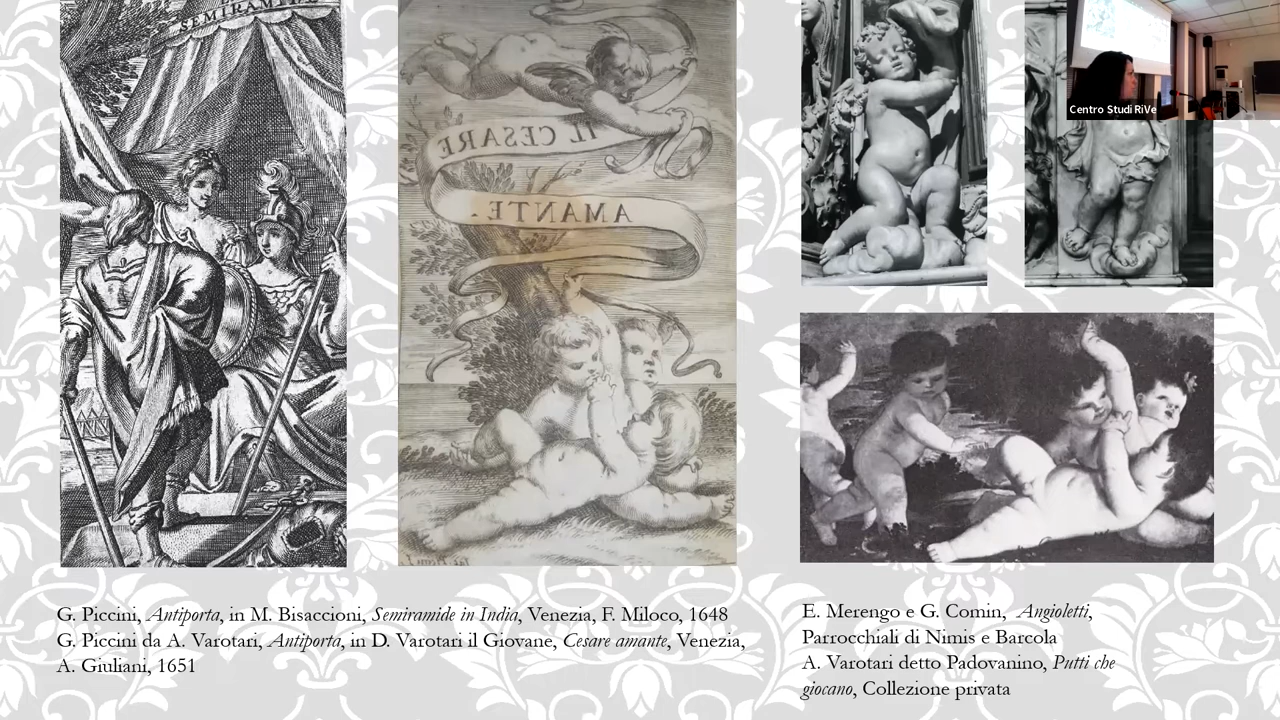 SEMIRAMIDE
IL CESARE
AMANTE.
Centro Studi RiVe
G. Piccini, Antiporta, in M. Bisaccioni, Semiramide in India, Venezia, F. Miloco, 1648
G. Piccini da A. Varotari, Antiporta, in D. Varotari il Giovane, Cesare amante, Venezia,
A. Giuliani, 1651
E. Merengo e G. Comin, Angioletti,
Parrocchiali di Nimis e Barcola
A. Varotari detto Padovanino, Putti che
giocano, Collezione privata